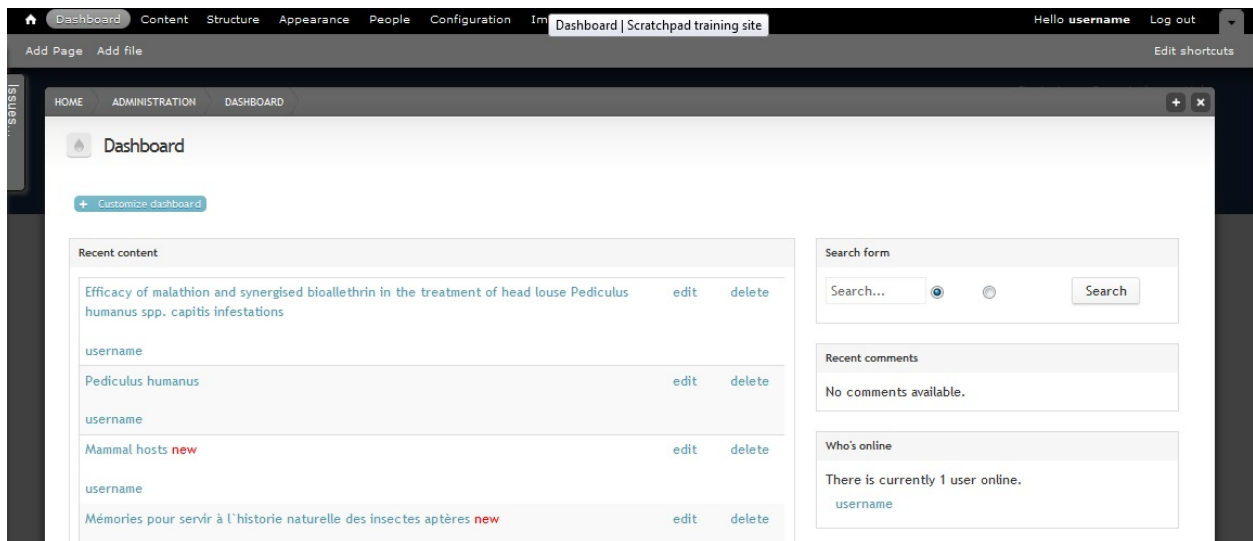 Dashboard Content Structure Appearance People Configuration Im
Dashboard | Scratchpad training site
Hello username Log out
Add Page Add file
Edit shortcuts
Issues...
HOME ADMINISTRATION DASHBOARD
Dashboard
+ Customize dashboard
Recent content
Efficacy of malathion and synergised bioallethrin in the treatment of head louse Pediculus edit delete
humanus spp. capitis infestations
username
Pediculus humanus edit delete
username
Mammal hosts new edit delete
username
Mémories pour servir à l`historie naturelle des insectes aptères new edit delete
Search form
Search... Search
Recent comments
No comments available.
Who's online
There is currently 1 user online.
username